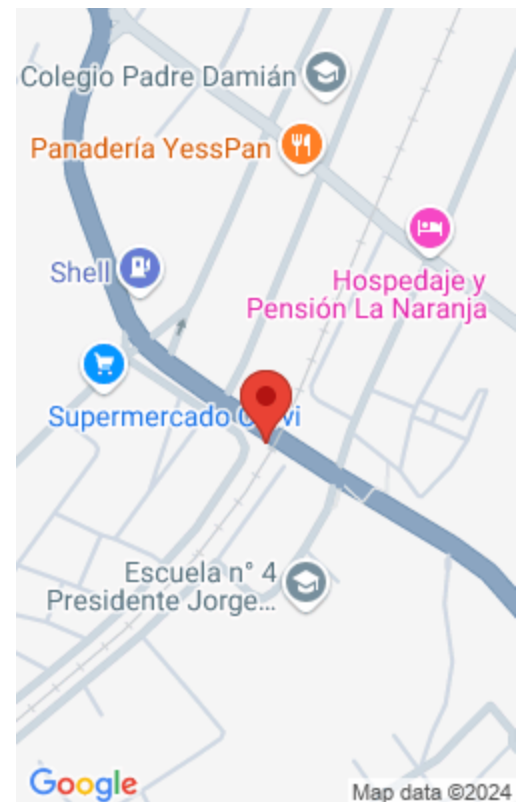 Colegio Padre Damián
Panadería YessPan
Shell
Hospedaje y
Pensión La Naranja
Supermercado
Escuela n° 4
Presidente Jorge...
Google
Map data ©2024